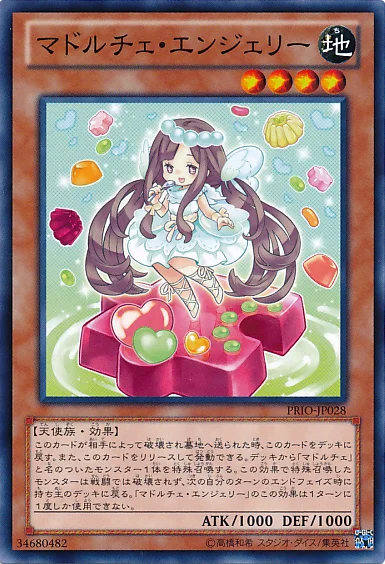 マドルチェ・エンジェリー
地
PRIO-JP028
【天使族・効果】
このカードが相手によって破壊され墓地へ送られた時、このカードをデッキに
戻す。また、このカードをリリースして発動できる。デッキから「マドルチェ」
と名のついたモンスター1体を特殊召喚する。この効果で特殊召喚した
モンスターは戦闘では破壊されず、次の自分のターンのエンドフェイズ時に
持ち主のデッキに戻る。「マドルチェ・エンジェリー」のこの効果は1ターンに
1度しか使用できない。
ATK/1000 DEF/1000
34680482 ©高橋和希 スタジオ・ダイス/集英社